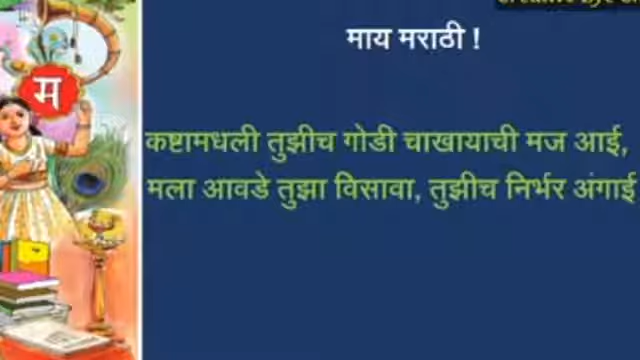 माय मराठी !
म
कष्टामधली तुझीच गोडी चाखायाची मज आई,
मला आवडे तुझा विसावा, तुझीच निर्भर अंगाई